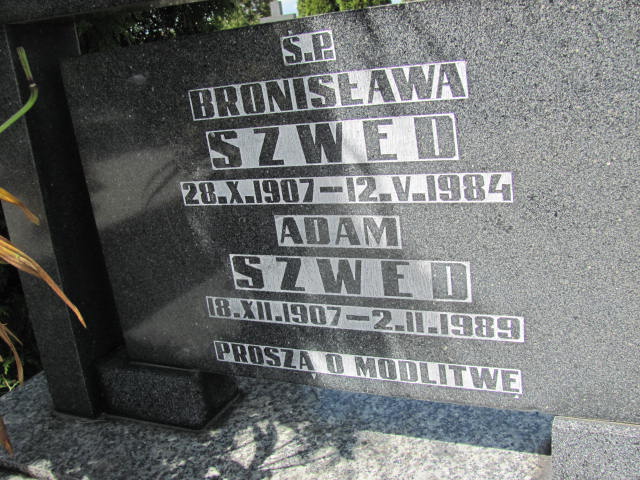 Ś.P.
BRONISŁAWA
SZWED
28.X.1907-12.V.1984
ADAM
SZWED
18.XII.1907-2.II.1989
PROSZĄ O MODLITWĘ